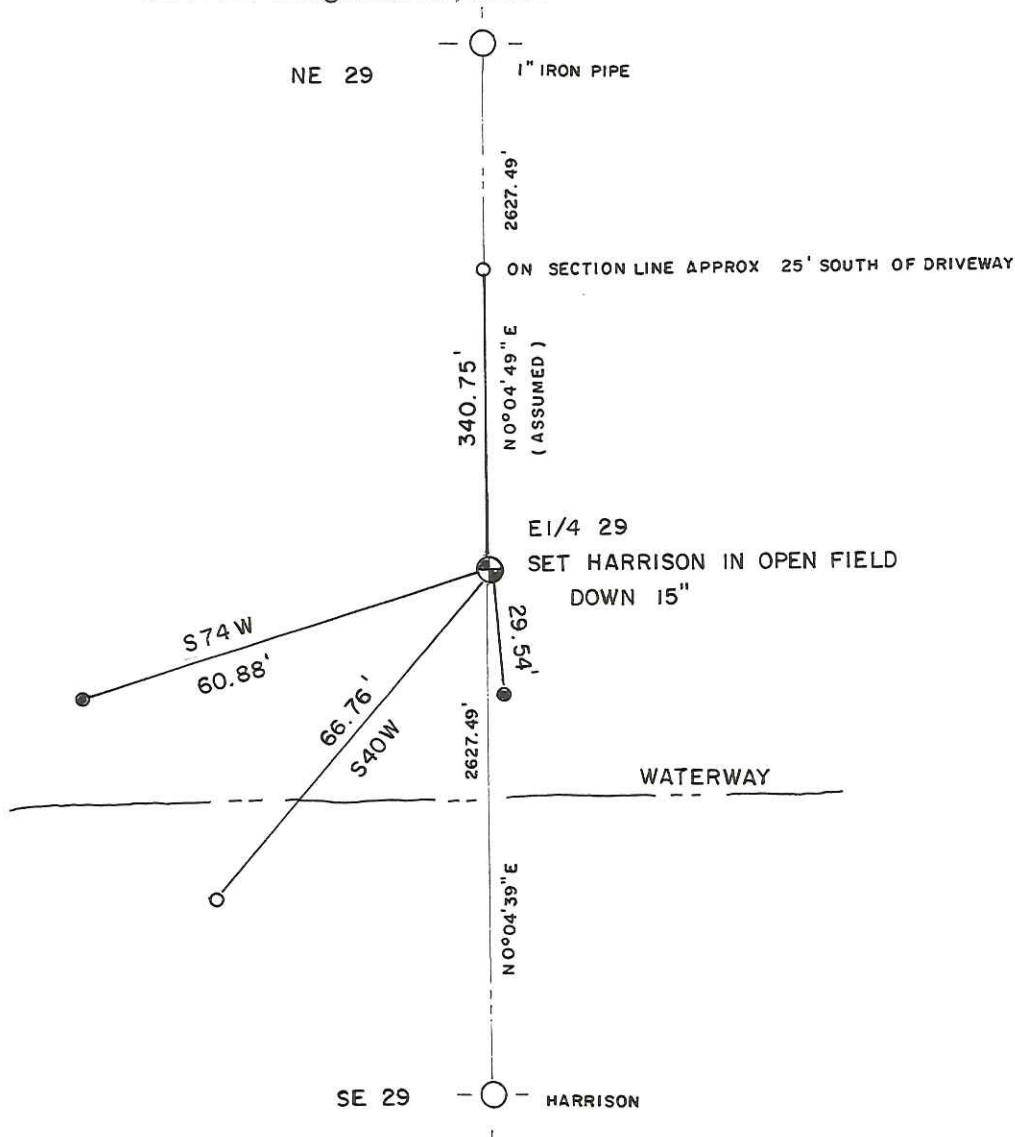 NE 29
1" IRON PIPE
2627.49'
ON SECTION LINE APPROX 25' SOUTH OF DRIVEWAY
340.75'
N0°04'49"E
(ASSUMED)
E1/4 29
SET HARRISON IN OPEN FIELD
DOWN 15"
S74W
60.88'
29.54'
66.76'
S40W
2627.49'
WATERWAY
N0°04'39"E
SE 29
HARRISON